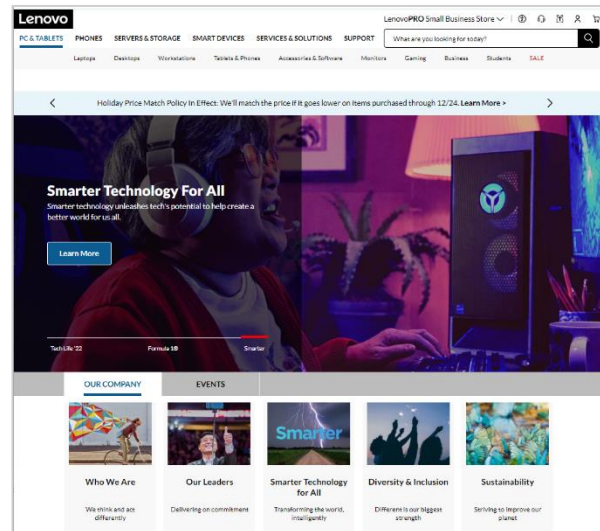 Lenovo
LenovoPRO Small Business Store
PC & TABLETS PHONES SERVERS & STORAGE SMART DEVICES SERVICES & SOLUTIONS SUPPORT What are you looking for today?
Laptops Desktops Workstations Tablets & Phones Accessories & Software Monitors Gaming Business Students SALE
Holiday Price Match Policy In Effect: We'll match the price if it goes lower on items purchased through 12/24. Learn More >
Smarter Technology For All
Smarter technology unleashes tech's potential to help create a
better world for us all.
Learn More
Tech Life '22 Formula 1® Smarter
OUR COMPANY EVENTS
Smarter
Who We Are
We think and act
differently
Our Leaders
Delivering on commitment
Smarter Technology
for All
Transforming the world,
intelligently
Diversity & Inclusion
Different is our biggest
strength
Sustainability
Striving to improve our
planet